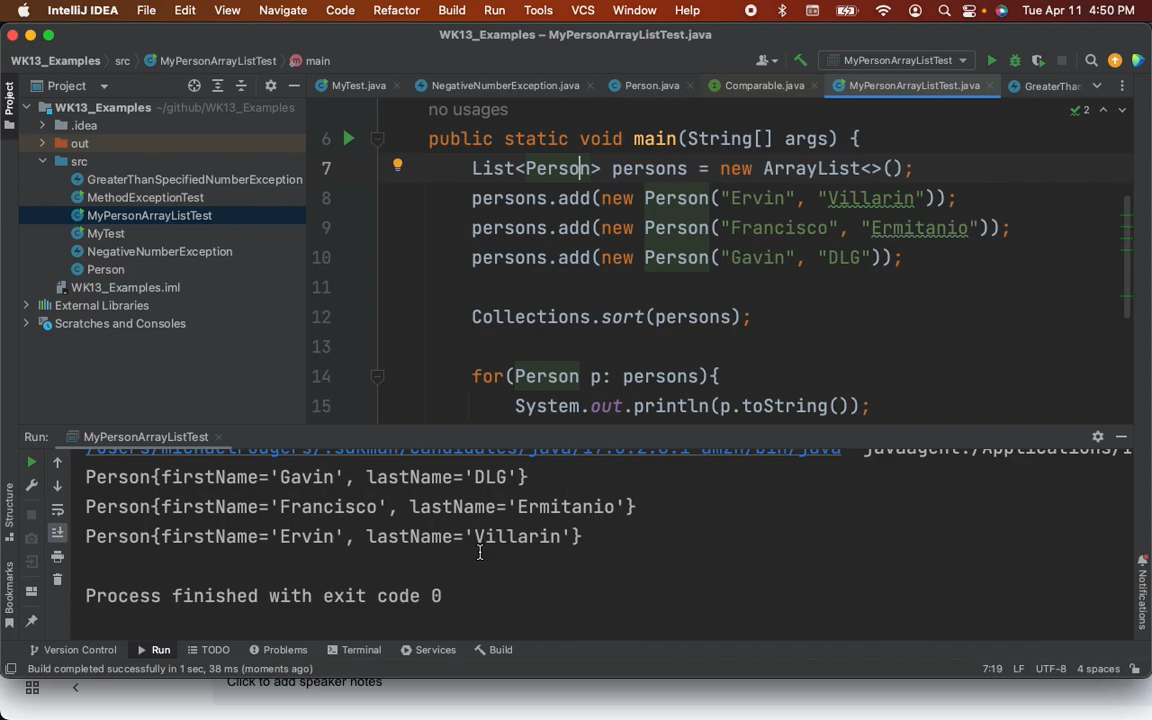 IntelliJ IDEA File Edit View Navigate Code Refactor Build Run Tools VCS Window Help Tue Apr 11 4:50 PM
WK13_Examples – MyPersonArrayListTest.java
WK13_Examples src MyPersonArrayListTest main MyPersonArrayListTest
Project MyTest.java NegativeNumberException.java Person.java Comparable.java MyPersonArrayListTest.java GreaterThan
Project
WK13_Examples ~/github/WK13_Examples
.idea
out
src
GreaterThanSpecifiedNumberException
MethodExceptionTest
MyPersonArrayListTest
MyTest
NegativeNumberException
Person
WK13_Examples.iml
External Libraries
Scratches and Consoles
no usages
2
6 public static void main(String[] args) {
7 List<Person> persons = new ArrayList<>();
8 persons.add(new Person("Ervin", "Villarin"));
9 persons.add(new Person("Francisco", "Ermitanio"));
10 persons.add(new Person("Gavin", "DLG"));
11
12 Collections.sort(persons);
13
14 for(Person p: persons){
15 System.out.println(p.toString());
Run: MyPersonArrayListTest
Person{firstName='Gavin', lastName='DLG'}
Person{firstName='Francisco', lastName='Ermitanio'}
Person{firstName='Ervin', lastName='Villarin'}
Process finished with exit code 0
Structure
Bookmarks
Notifications
Version Control Run TODO Problems Terminal Services Build
Build completed successfully in 1 sec, 38 ms (moments ago) 7:19 LF UTF-8 4 spaces
Click to add speaker notes